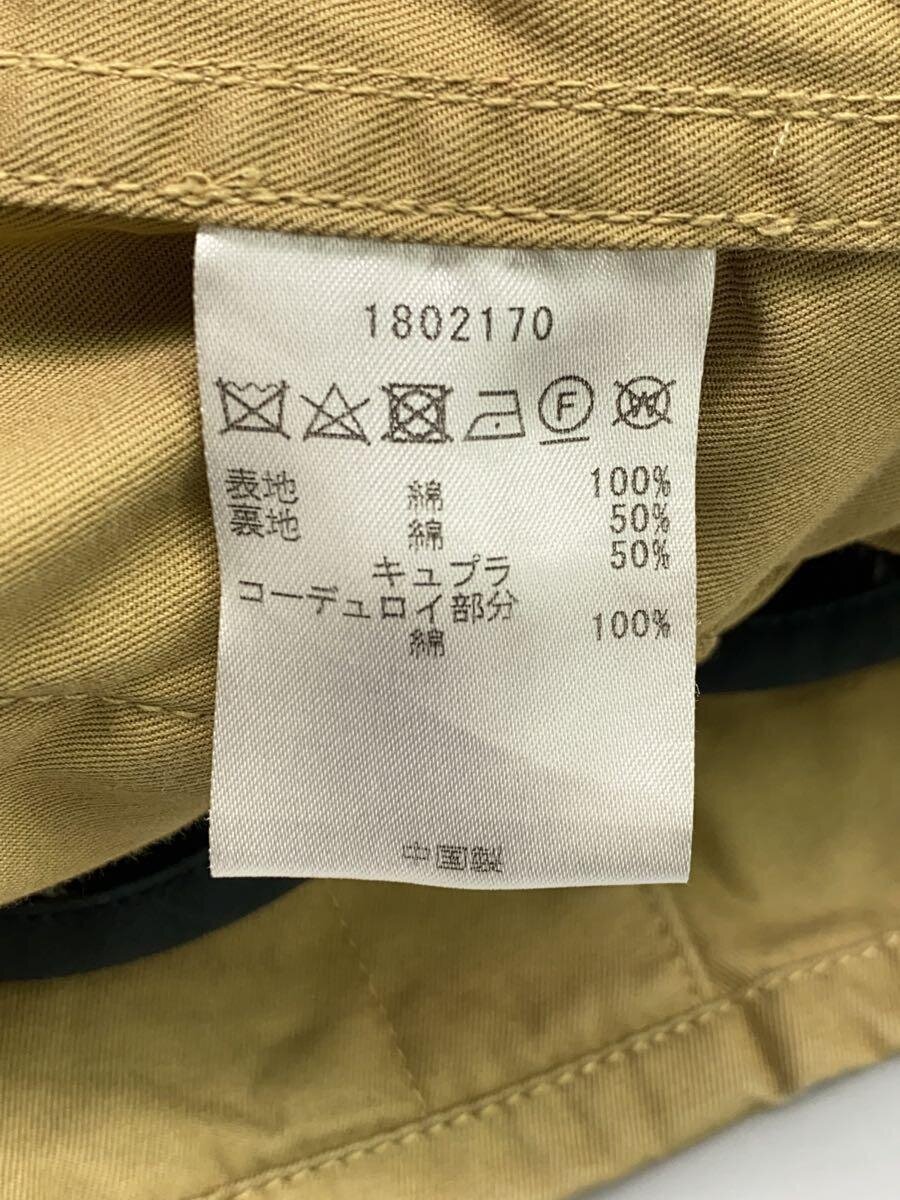 1802170
F W
表地 綿 100%
裏地 綿 50%
キュプラ 50%
コーデュロイ部分
綿 100%
中国製